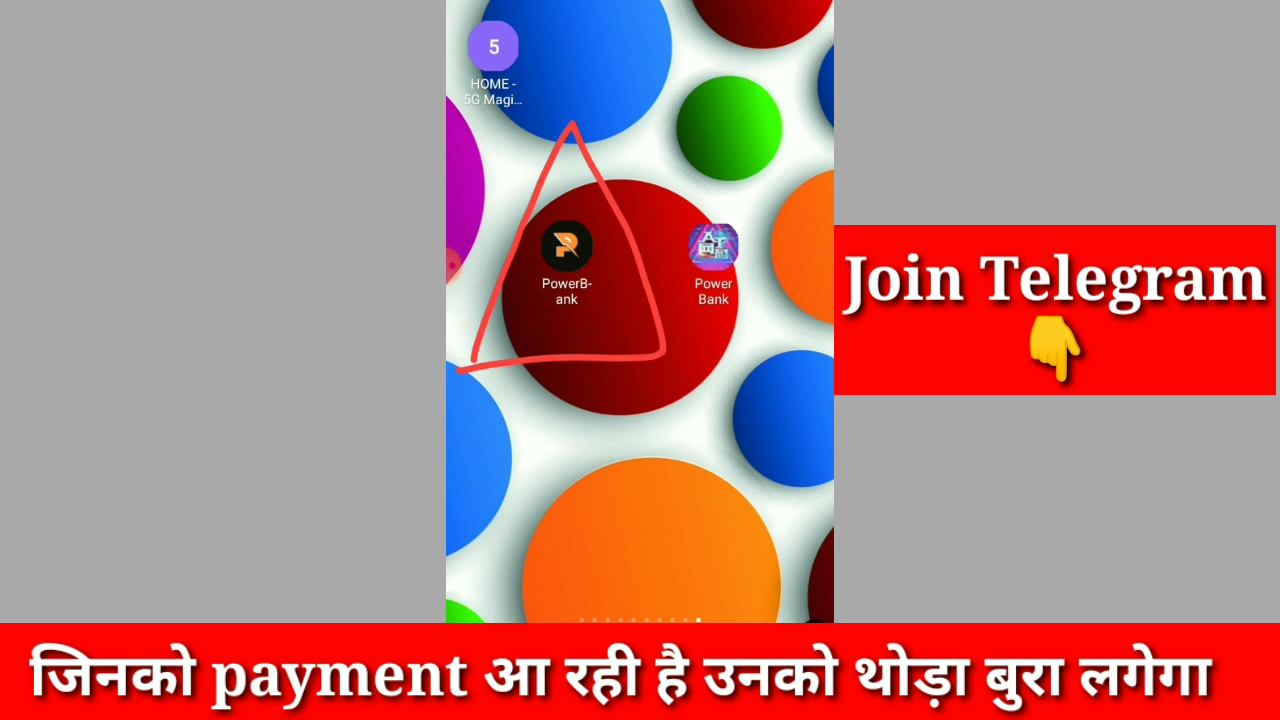 5
HOME -
5G Magi...
PowerB-
ank
Power
Bank
Join Telegram
👇
जिनको payment आ रही है उनको थोड़ा बुरा लगेगा